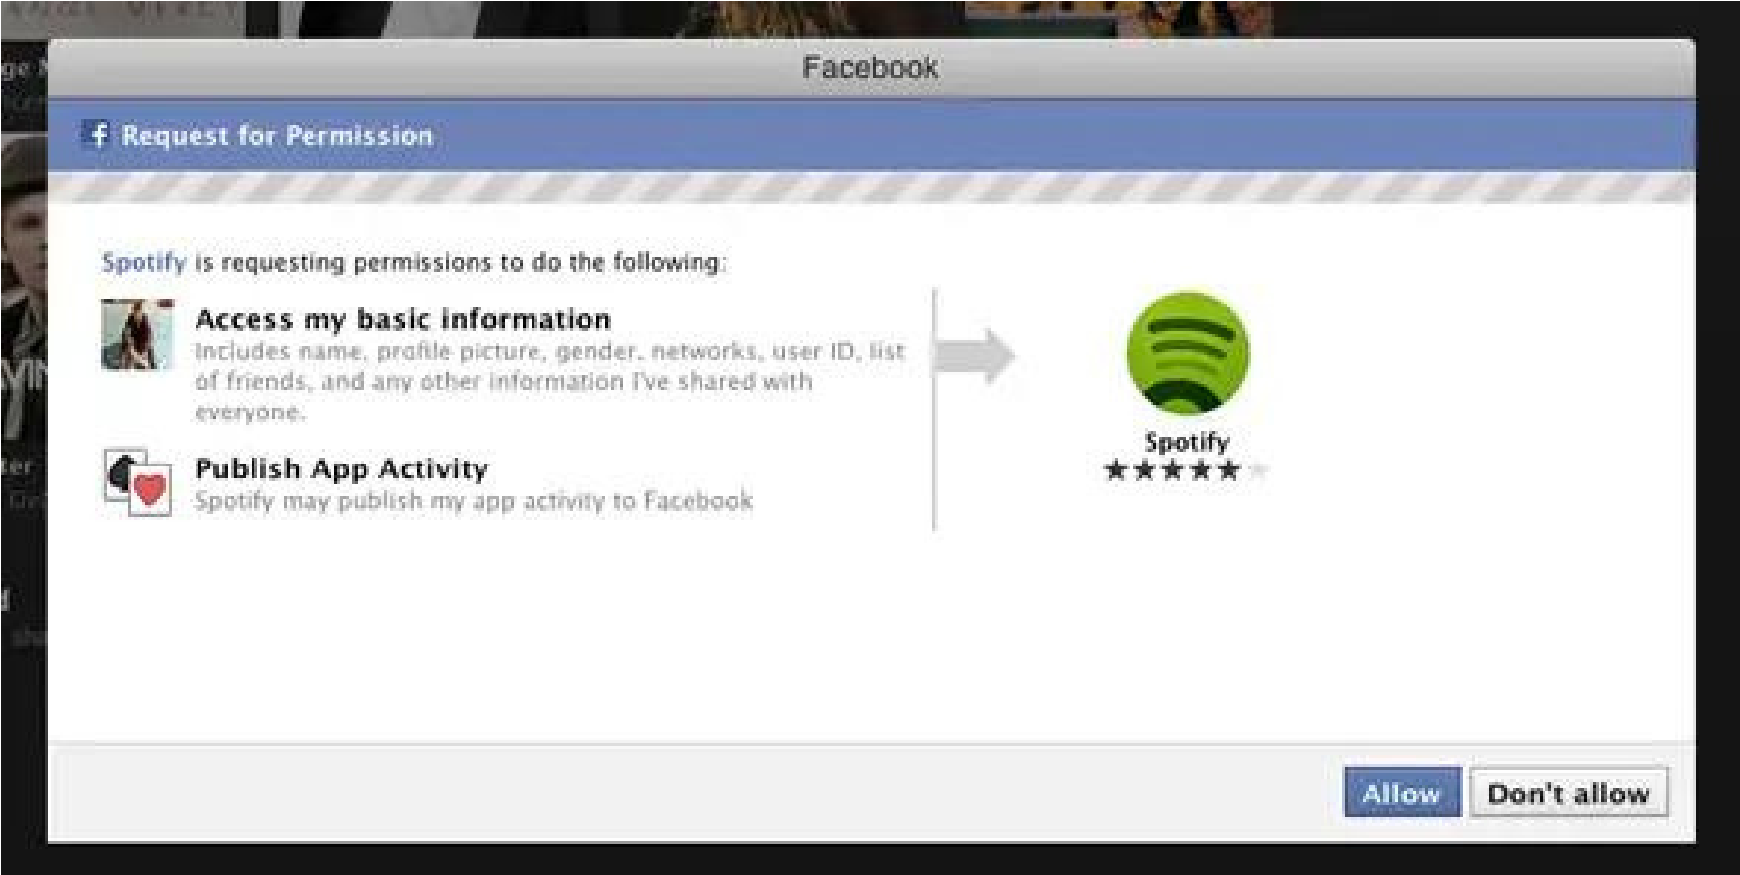 Facebook
f Request for Permission
Spotify is requesting permissions to do the following:
Access my basic information
Includes name, profile picture, gender, networks, user ID, list
of friends, and any other information I've shared with
everyone.
Publish App Activity
Spotify may publish my app activity to Facebook
Spotify
Allow
Don't allow